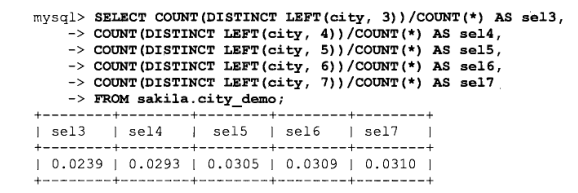 mysql> SELECT COUNT(DISTINCT LEFT(city, 3))/COUNT(*) AS sel3,
    -> COUNT(DISTINCT LEFT(city, 4))/COUNT(*) AS sel4,
    -> COUNT(DISTINCT LEFT(city, 5))/COUNT(*) AS sel5,
    -> COUNT(DISTINCT LEFT(city, 6))/COUNT(*) AS sel6,
    -> COUNT(DISTINCT LEFT(city, 7))/COUNT(*) AS sel7
    -> FROM sakila.city_demo;
+--------+--------+--------+--------+--------+
| sel3   | sel4   | sel5   | sel6   | sel7   |
+--------+--------+--------+--------+--------+
| 0.0239 | 0.0293 | 0.0305 | 0.0309 | 0.0310 |
+--------+--------+--------+--------+--------+